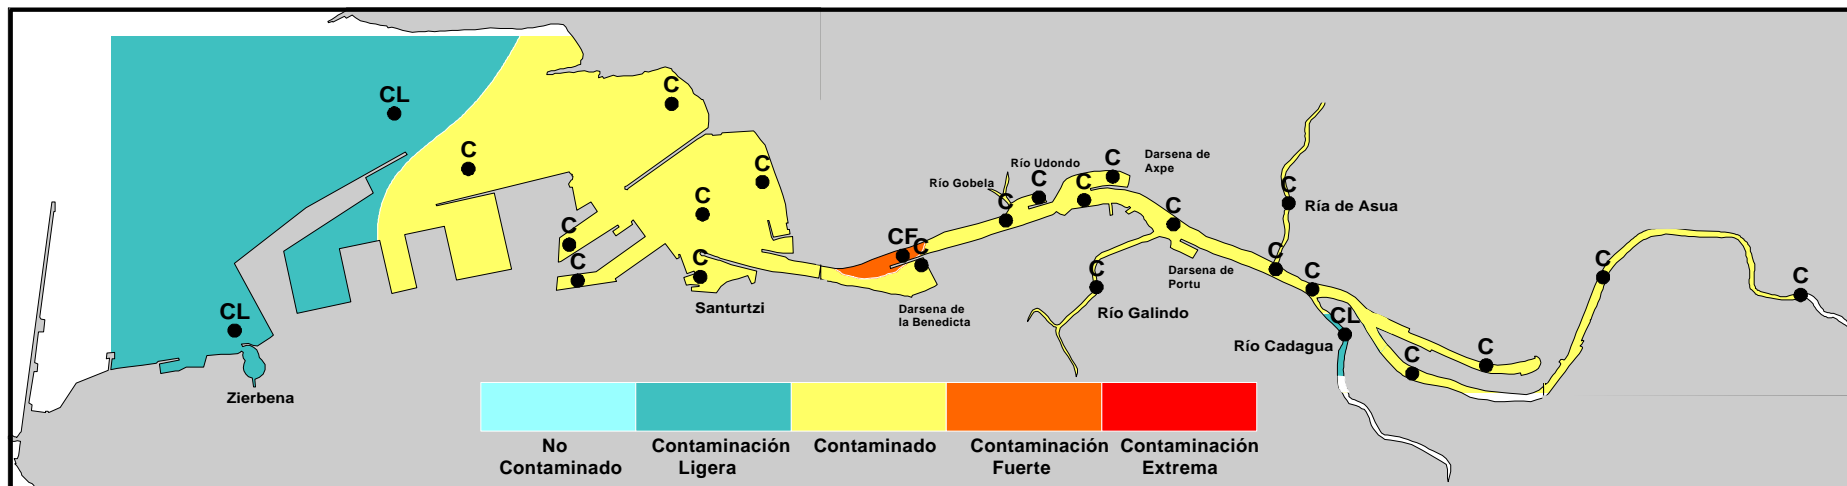 CL
C
C
C
C
C
C
C
CL
Zierbena
Santurtzi
CF
C
Darsena de
la Benedicta
Río Gobela
C
Río Udondo
C
C
C
Darsena de
Axpe
C
Darsena de
Portu
C
Río Galindo
C
Ría de Asua
C
C
CL
Río Cadagua
C
C
C
C
No
Contaminado
Contaminación
Ligera
Contaminado
Contaminación
Fuerte
Contaminación
Extrema